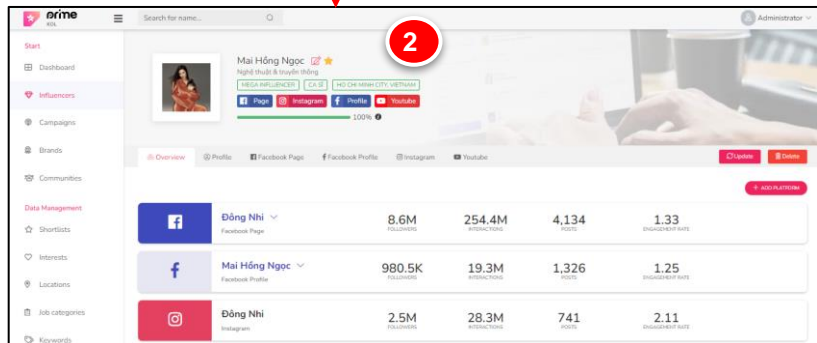 prime
KOL
Search for name...
Administrator
2
Start
Dashboard
Influencers
Campaigns
Brands
Communities
Data Management
Shortlists
Interests
Locations
Job categories
Keywords
Mai Hồng Ngọc
Nghệ thuật & truyền thông
MEGA INFLUENCER CA SĨ HO CHI MINH CITY, VIETNAM
Page Instagram Profile Youtube
100%
Overview Profile Facebook Page Facebook Profile Instagram Youtube
Update Delete
+ ADD PLATFORM
Đông Nhi 8.6M 254.4M 4,134 1.33
Facebook Page FOLLOWERS INTERACTIONS POSTS ENGAGEMENT RATE
Mai Hồng Ngọc 980.5K 19.3M 1,326 1.25
Facebook Profile FOLLOWERS INTERACTIONS POSTS ENGAGEMENT RATE
Đông Nhi 2.5M 28.3M 741 2.11
Instagram FOLLOWERS INTERACTIONS POSTS ENGAGEMENT RATE